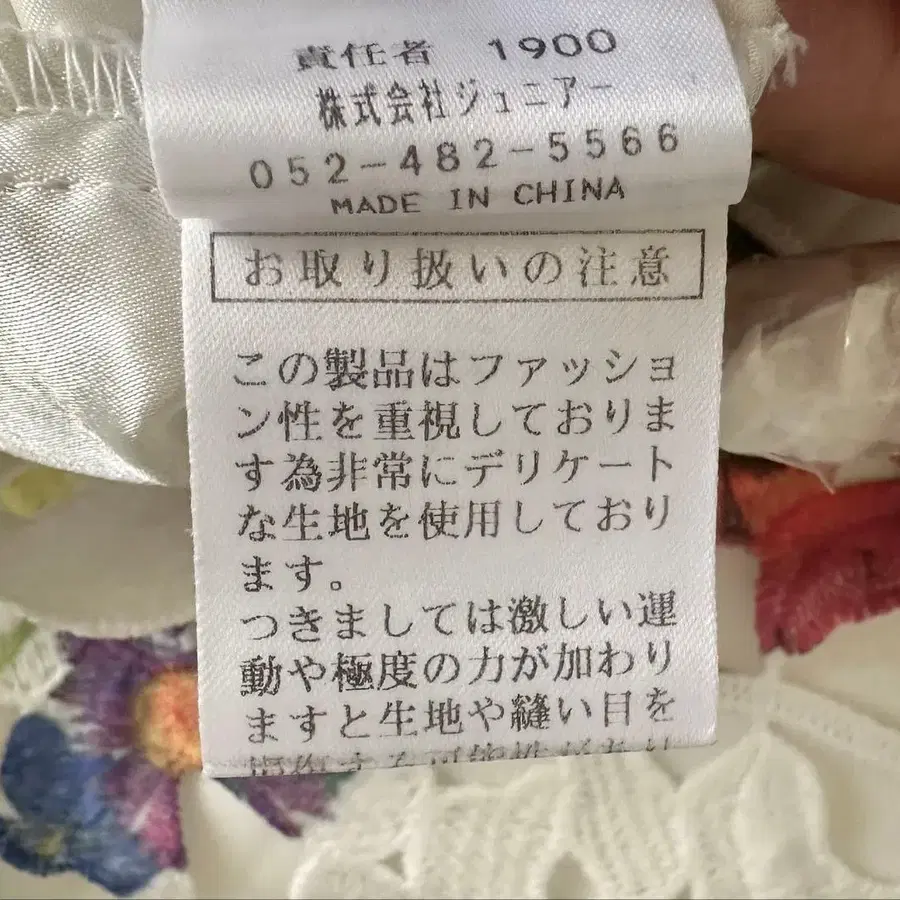 責任者 1900
株式会社ジュニアー
052-482-5566
MADE IN CHINA
お取り扱いの注意
この製品はファッショ
ン性を重視しておりま
す為非常にデリケート
な生地を使用しており
ます。
つきましては激しい運
動や極度の力が加わり
ますと生地や縫い目を